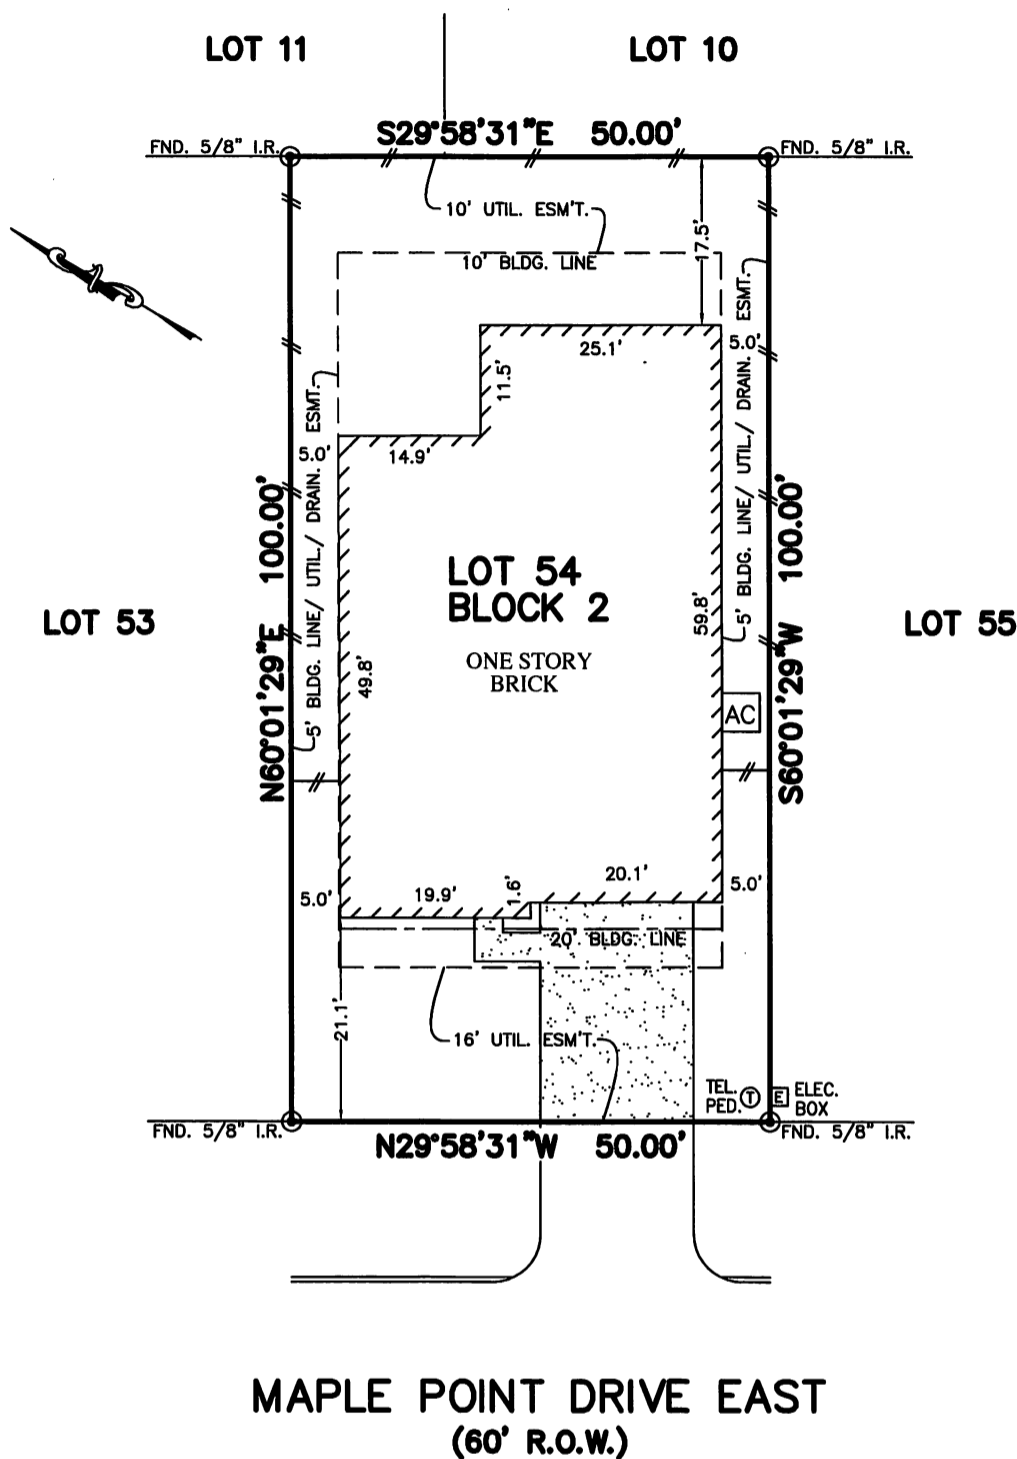 LOT 11
LOT 10
S29°58'31"E 50.00'
FND. 5/8" I.R.
FND. 5/8" I.R.
10' UTIL. ESM'T.
10' BLDG. LINE
17.5'
25.1'
11.5'
5.0'
5.0'
14.9'
5' BLDG. LINE/ UTIL./ DRAIN. ESMT.
5' BLDG. LINE/ UTIL./ DRAIN. ESMT.
N60°01'29"E 100.00'
S60°01'29"W 100.00'
LOT 54
BLOCK 2
ONE STORY
BRICK
LOT 53
LOT 55
49.8'
59.8'
AC
5.0'
19.9'
1.6'
20.1'
5.0'
20' BLDG. LINE
21.1'
16' UTIL. ESM'T.
TEL.
PED.
T
E
ELEC.
BOX
FND. 5/8" I.R.
FND. 5/8" I.R.
N29°58'31"W 50.00'
MAPLE POINT DRIVE EAST
(60' R.O.W.)